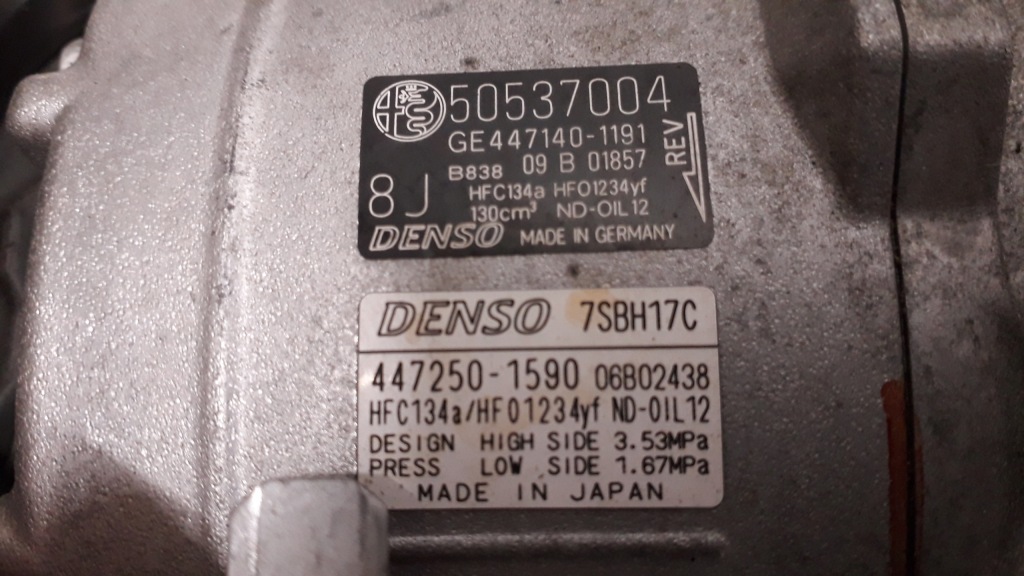 50537004
GE447140-1191
B838 09 B 01857
8J
HFC134a HFO1234yf
130cm³ ND-OIL12
REV
DENSO MADE IN GERMANY
DENSO 7SBH17C
447250-1590 06B02438
HFC134a/HFO1234yf ND-OIL12
DESIGN HIGH SIDE 3.53MPa
PRESS LOW SIDE 1.67MPa
MADE IN JAPAN